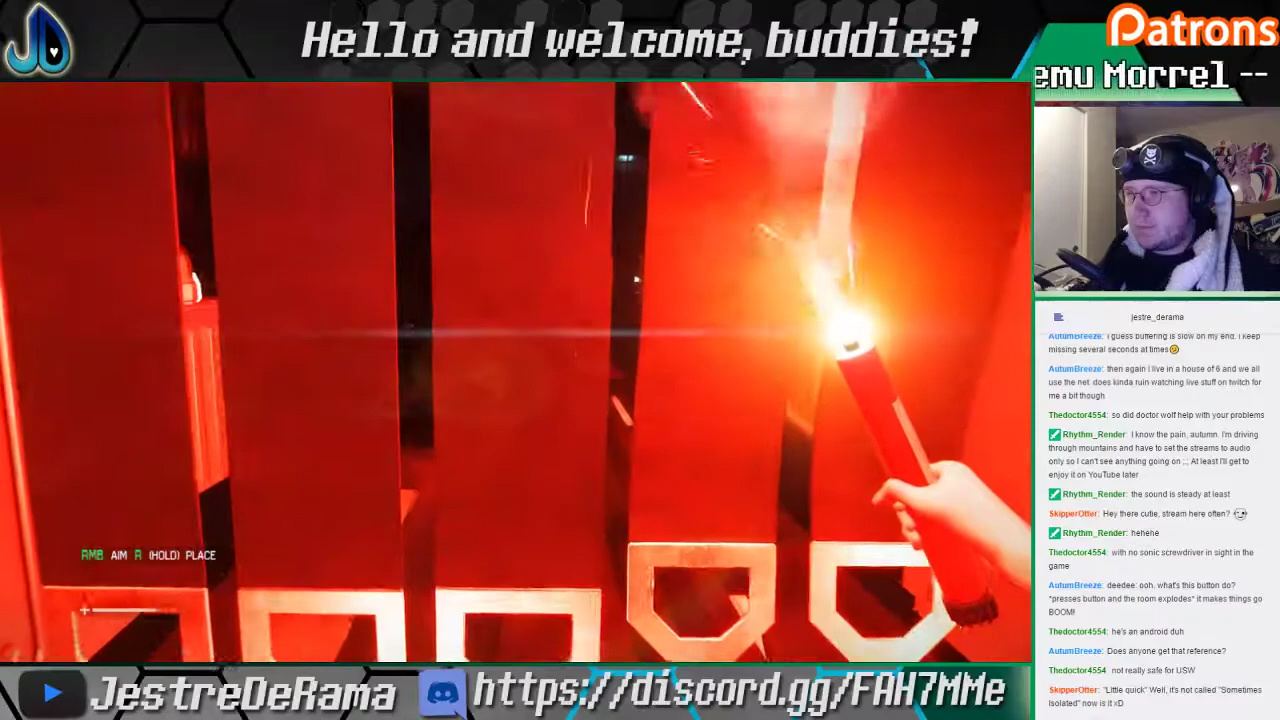 JD
Hello and welcome, buddies!
Patrons
emu Morrel --
RMB AIM R (HOLD) PLACE
jestre_derama
AutumBreeze: I guess buffering is slow on my end. I keep
missing several seconds at times
AutumBreeze: then again I live in a house of 6 and we all
use the net. does kinda ruin watching live stuff on twitch for
me a bit though
Thedoctor4554: so did doctor wolf help with your problems
Rhythm_Render: I know the pain, autumn. I'm driving
through mountains and have to set the streams to audio
only so I can't see anything going on ;_; At least I'll get to
enjoy it on YouTube later
Rhythm_Render: the sound is steady at least
SkipperOtter: Hey there cutie, stream here often?
Rhythm_Render: hehehe
Thedoctor4554: with no sonic screwdriver in sight in the
game
AutumBreeze: deedee: ooh. what's this button do?
*presses button and the room explodes* it makes things go
BOOM!
Thedoctor4554: he's an android duh
AutumBreeze: Does anyone get that reference?
Thedoctor4554: not really safe for USW
SkipperOtter: "Little quick" Well, it's not called "Sometimes
Isolated" now is it xD
JestreDeRama
https://discord.gg/FAH7MMe